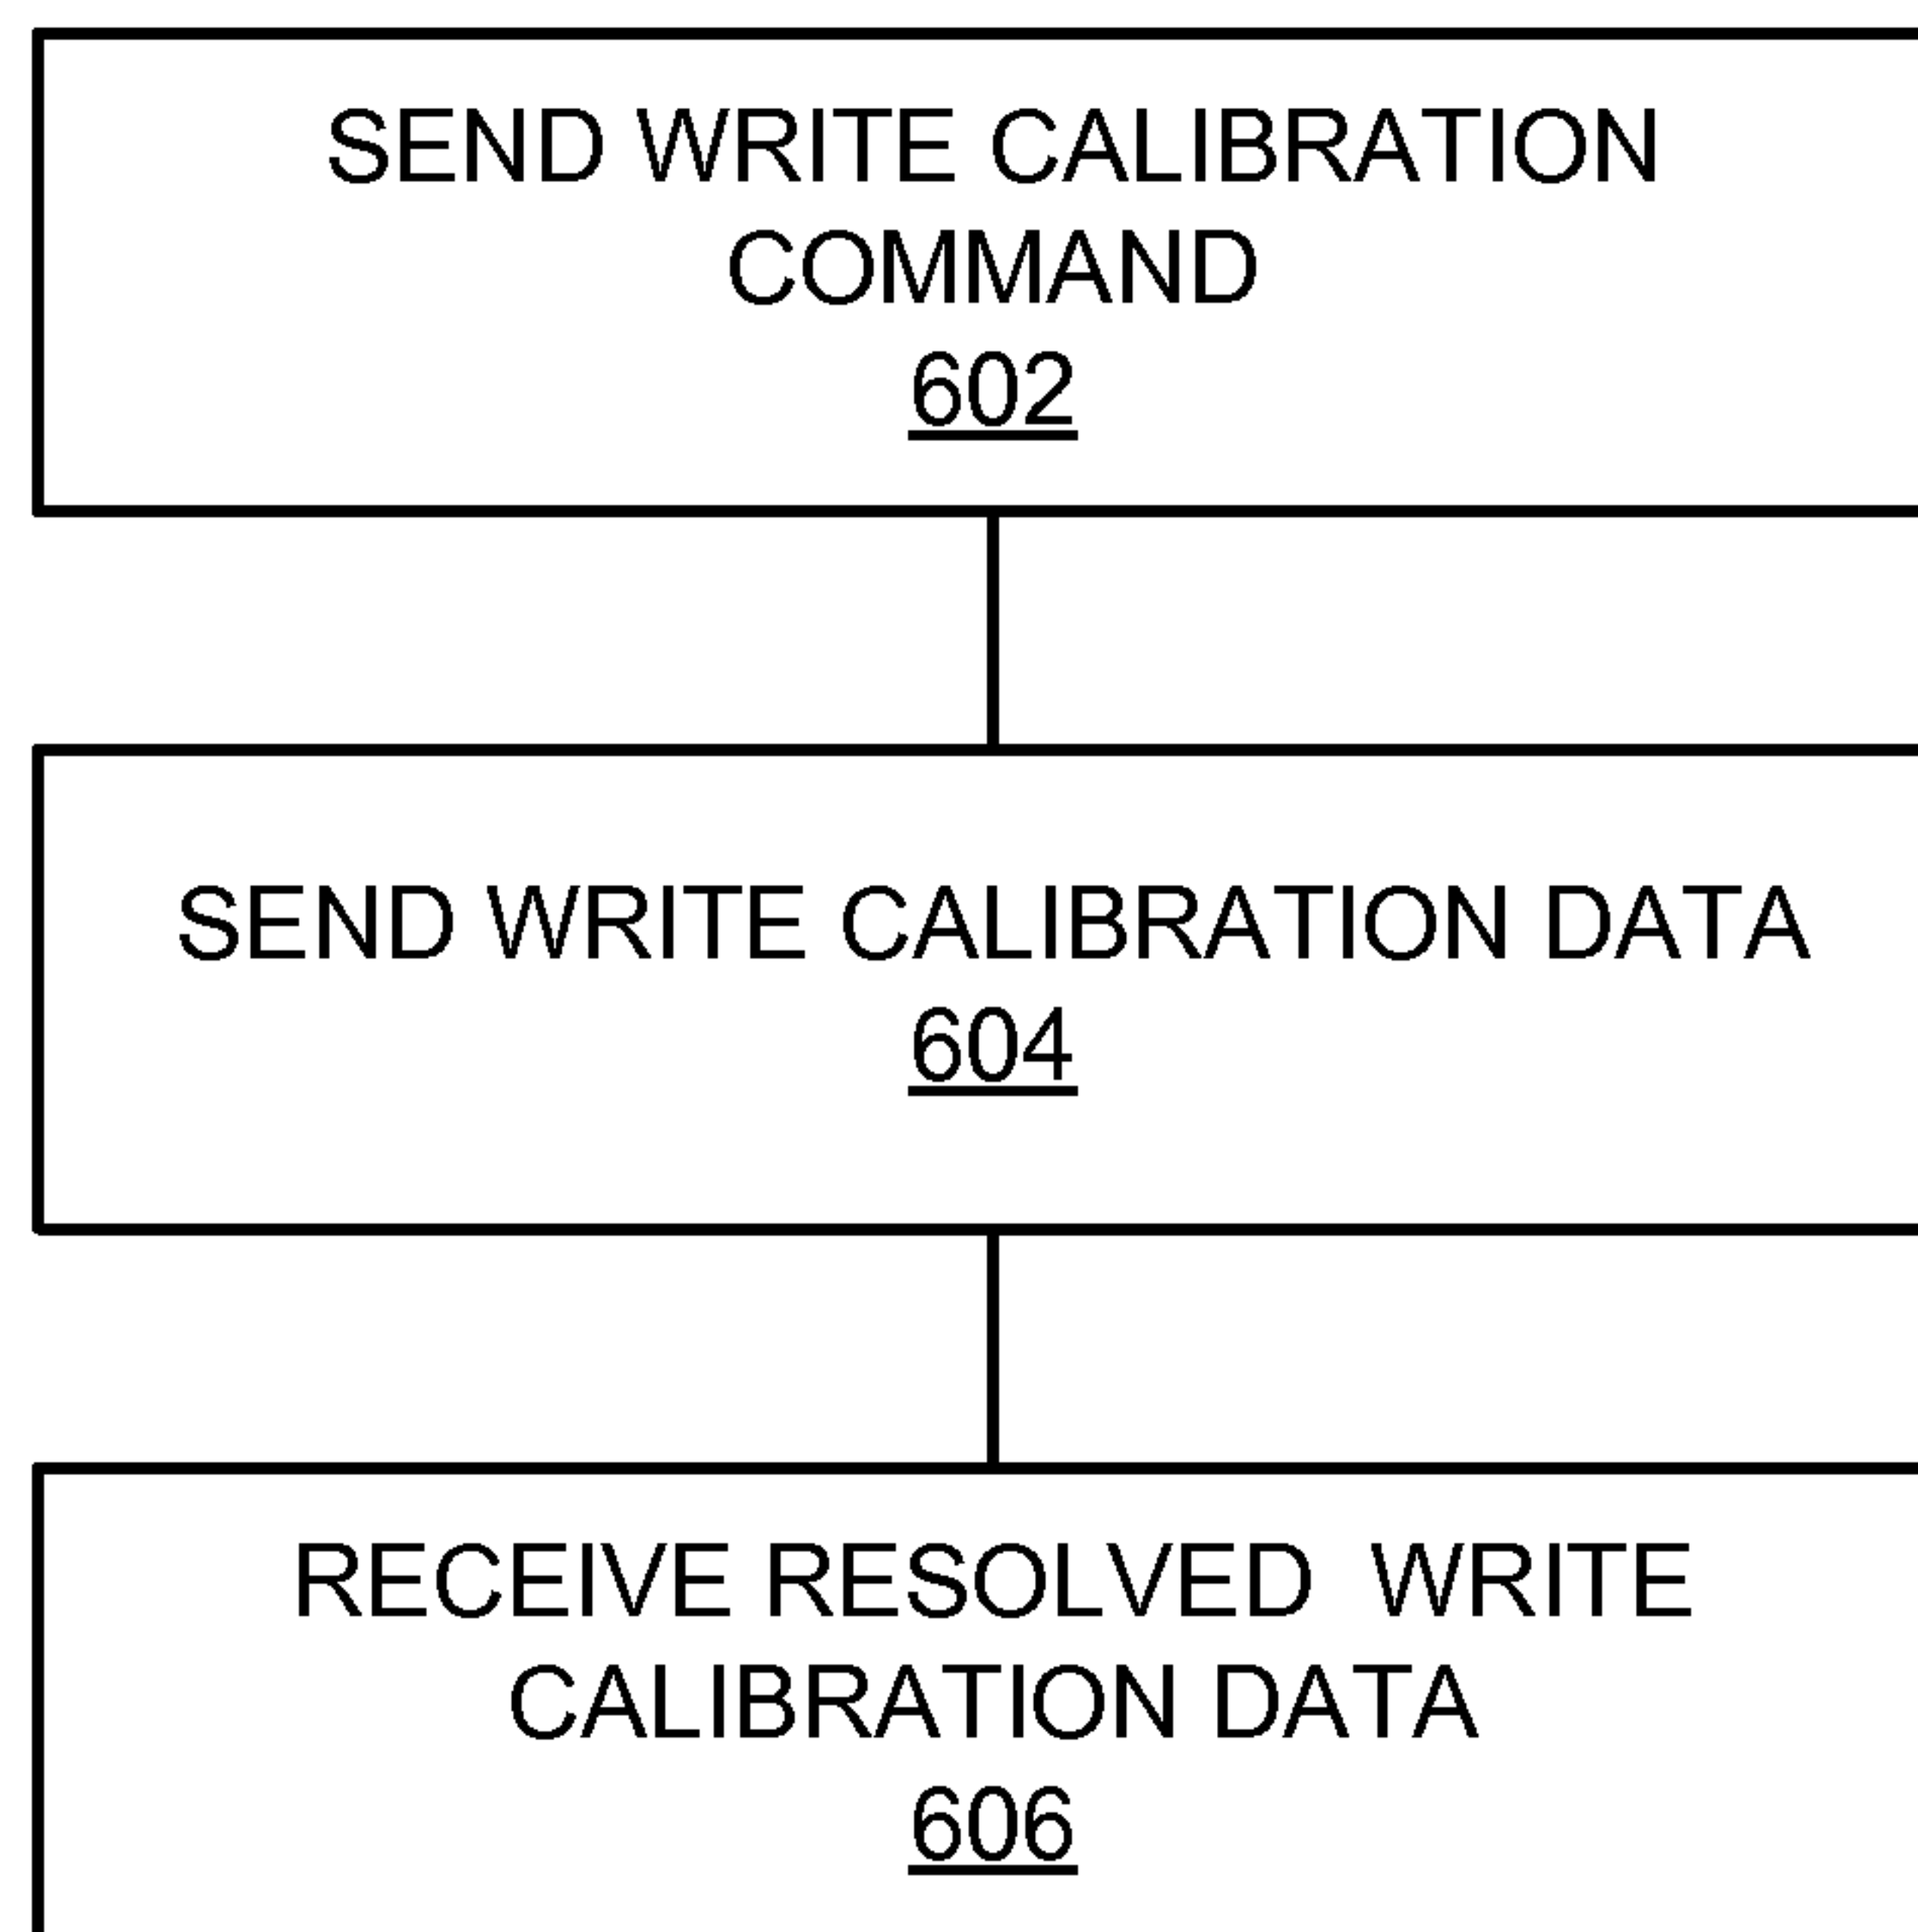 SEND WRITE CALIBRATION
COMMAND
602
SEND WRITE CALIBRATION DATA
604
RECEIVE RESOLVED WRITE
CALIBRATION DATA
606